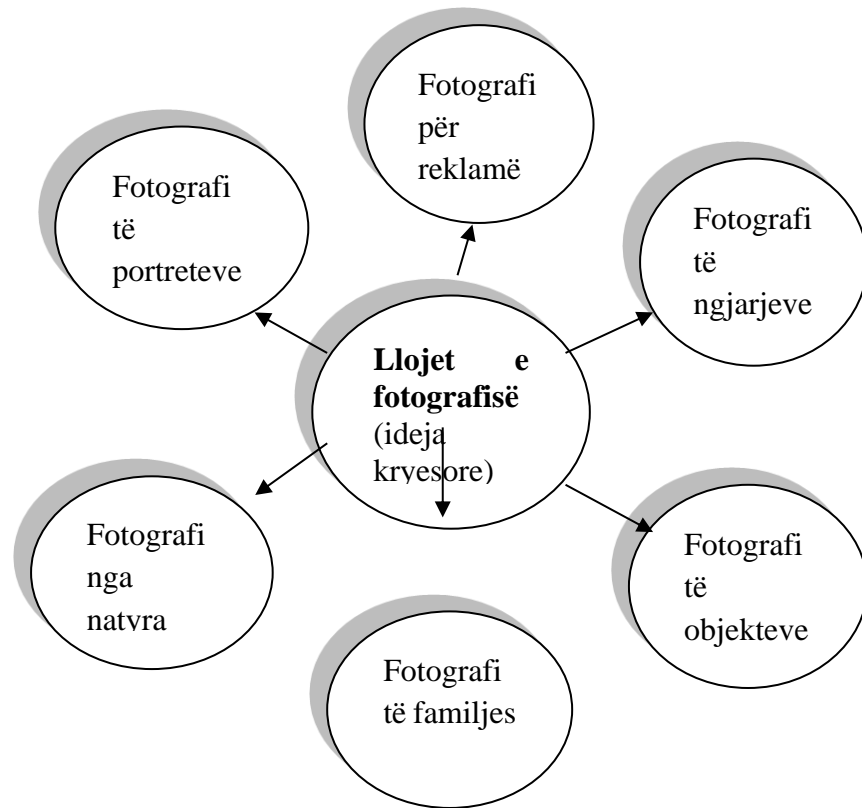 Fotografi
për
reklamë
Fotografi
të
portreteve
Fotografi
të
ngjarjeve
Llojet e
fotografisë
(ideja
kryesore)
Fotografi
nga
natyra
Fotografi
të
objekteve
Fotografi
të familjes